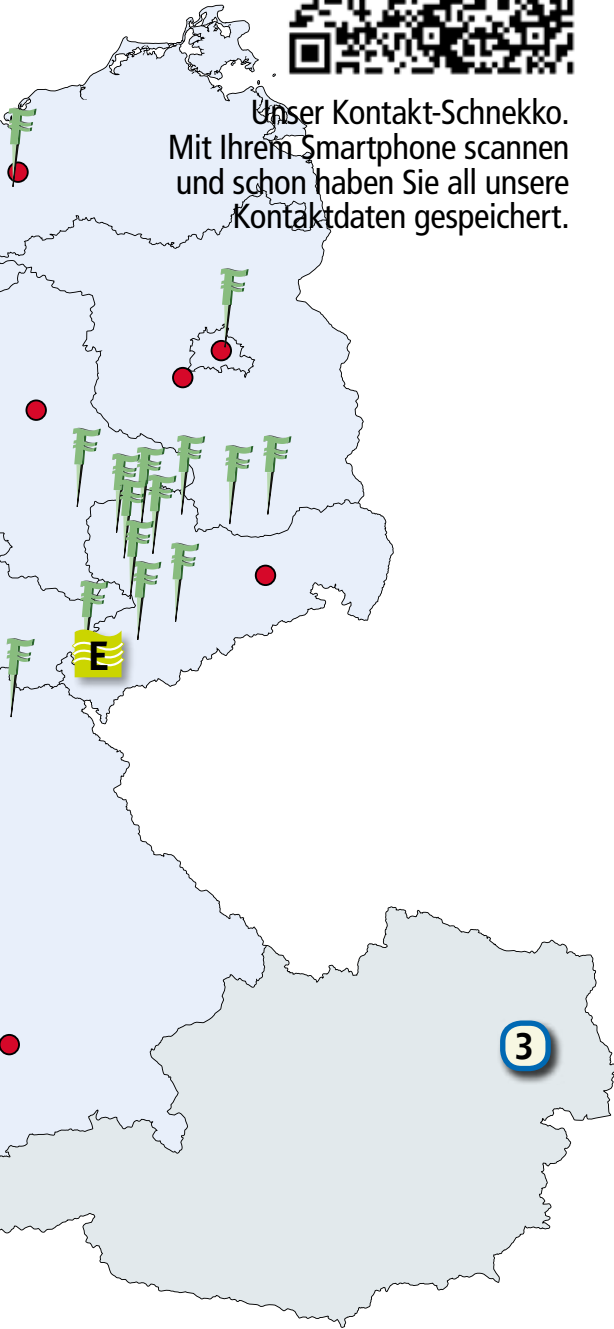 Unser Kontakt-Schnekko.
Mit Ihrem Smartphone scannen
und schon haben Sie all unsere
Kontaktdaten gespeichert.
E
3